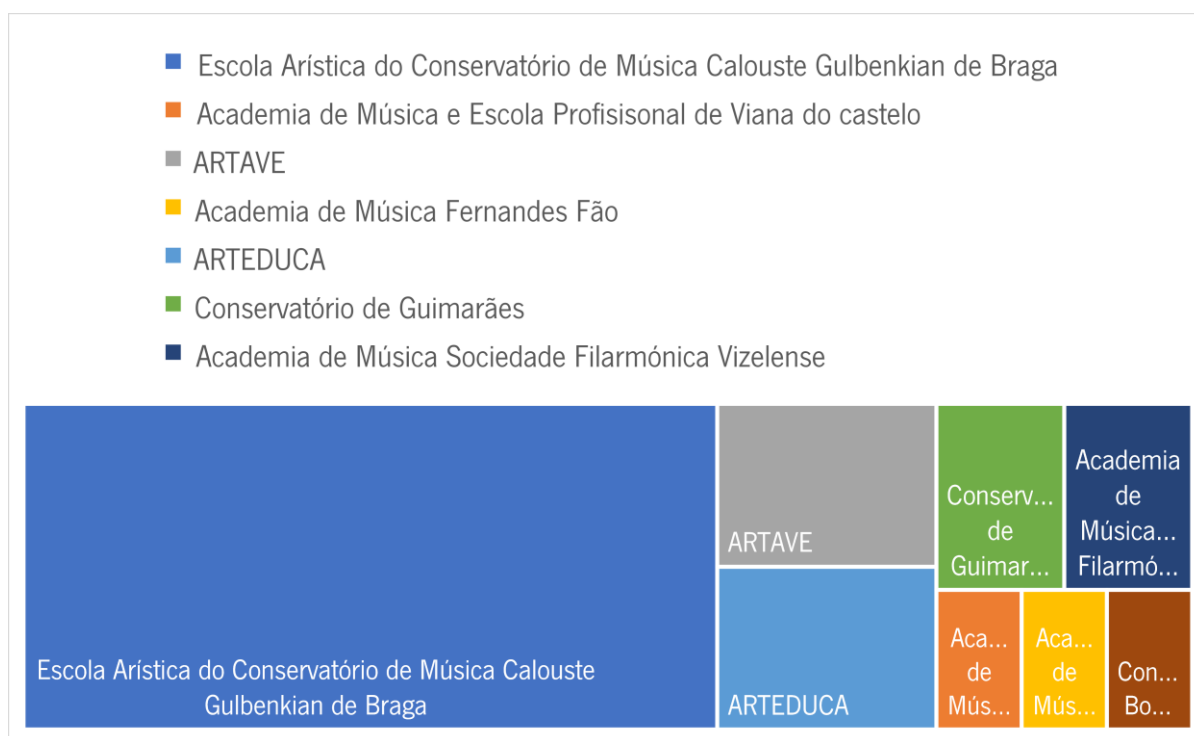 Escola Arística do Conservatório de Música Calouste Gulbenkian de Braga
Academia de Música e Escola Profisisonal de Viana do castelo
ARTAVE
Academia de Música Fernandes Fão
ARTEDUCA
Conservatório de Guimarães
Academia de Música Sociedade Filarmónica Vizelense
Escola Arística do Conservatório de Música Calouste
Gulbenkian de Braga
ARTAVE
ARTEDUCA
Conserv...
de
Guimar...
Academia
de
Música...
Filarmó...
Aca...
de
Mús...
Aca...
de
Mús...
Con...
Bo...